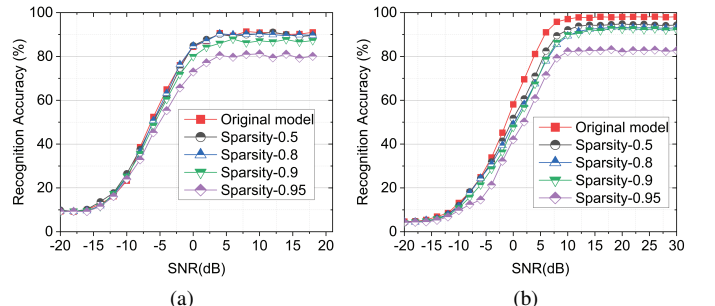 100
80
60
40
20
0
Recognition Accuracy (%)
Original model
Sparsity-0.5
Sparsity-0.8
Sparsity-0.9
Sparsity-0.95
-20 -15 -10 -5 0 5 10 15 20
SNR(dB)
(a)
100
80
60
40
20
0
Recognition Accuracy (%)
Original model
Sparsity-0.5
Sparsity-0.8
Sparsity-0.9
Sparsity-0.95
-20 -15 -10 -5 0 5 10 15 20 25 30
SNR(dB)
(b)